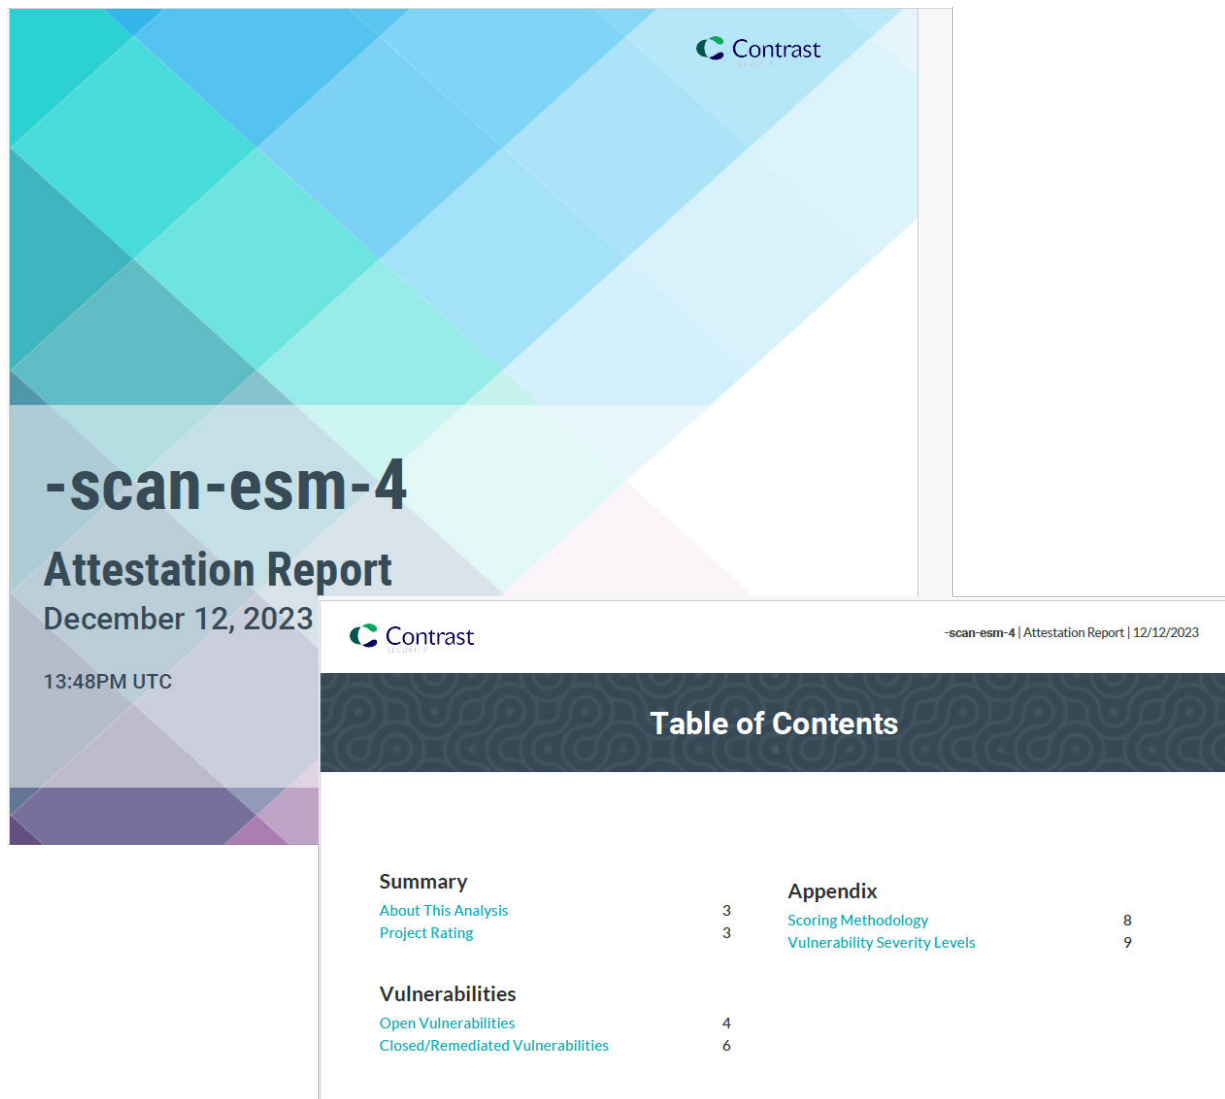 Contrast
SECURITY
-scan-esm-4
Attestation Report
December 12, 2023
13:48PM UTC
Contrast
SECURITY
-scan-esm-4 | Attestation Report | 12/12/2023
Table of Contents
Summary
About This Analysis 3
Project Rating 3
Vulnerabilities
Open Vulnerabilities 4
Closed/Remediated Vulnerabilities 6
Appendix
Scoring Methodology 8
Vulnerability Severity Levels 9